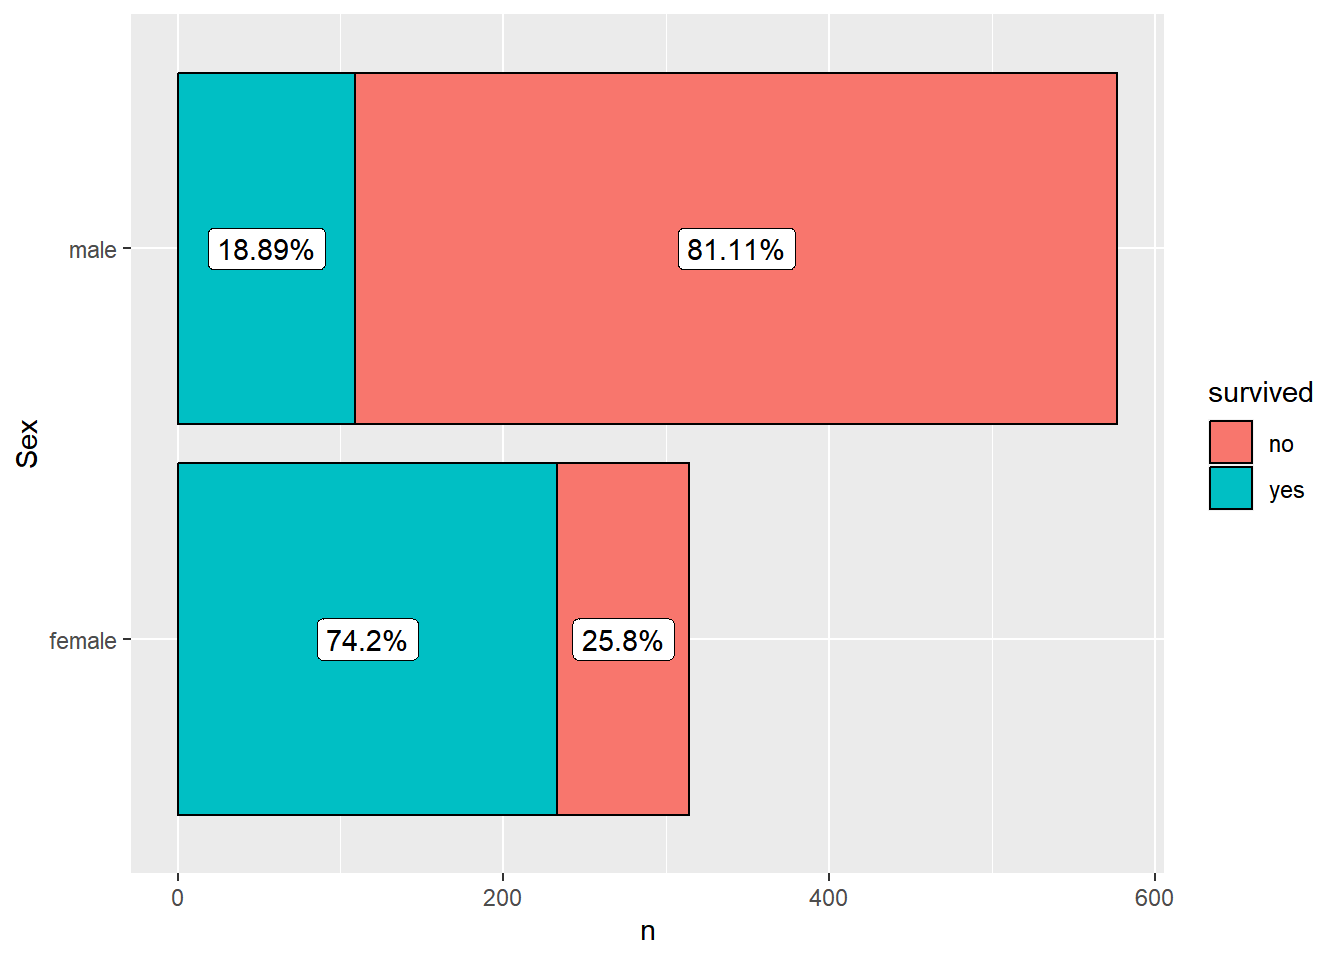 male
18.89%
81.11%
Sex
survived
no
yes
female
74.2%
25.8%
0
200
400
600
n